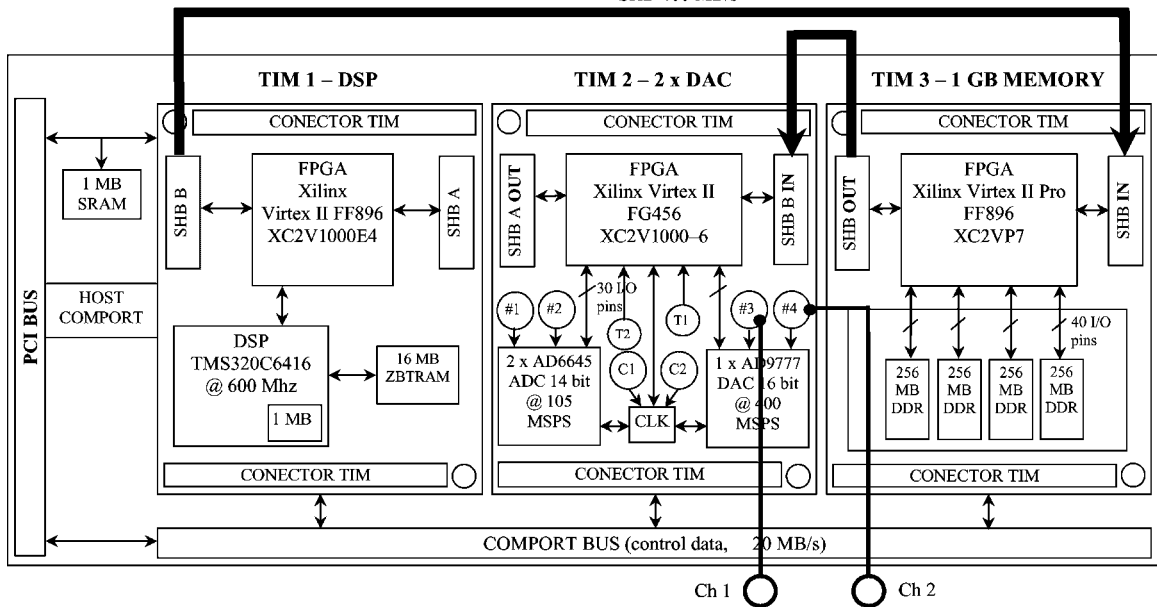 TIM 1 – DSP
TIM 2 – 2 x DAC
TIM 3 – 1 GB MEMORY
PCI BUS
1 MB
SRAM
HOST
COMPORT
CONECTOR TIM
SHB B
FPGA
Xilinx
Virtex II FF896
XC2V1000E4
SHB A
DSP
TMS320C6416
@ 600 Mhz
1 MB
16 MB
ZBTRAM
CONECTOR TIM
CONECTOR TIM
SHB A OUT
FPGA
Xilinx Virtex II
FG456
XC2V1000–6
SHB B IN
30 I/O
pins
#1
#2
T2
T1
#3
#4
C1
C2
2 x AD6645
ADC 14 bit
@ 105
MSPS
CLK
1 x AD9777
DAC 16 bit
@ 400
MSPS
CONECTOR TIM
CONECTOR TIM
SHB OUT
FPGA
Xilinx Virtex II Pro
FF896
XC2VP7
SHB IN
40 I/O
pins
256
MB
DDR
256
MB
DDR
256
MB
DDR
256
MB
DDR
CONECTOR TIM
COMPORT BUS (control data, 20 MB/s)
Ch 1
Ch 2